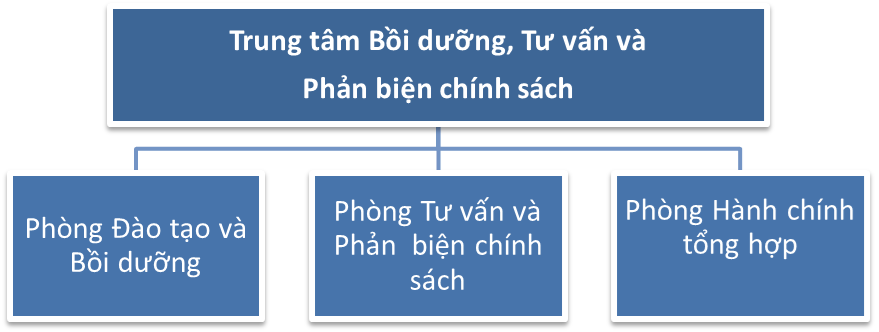 Trung tâm Bồi dưỡng, Tư vấn và
Phản biện chính sách
Phòng Đào tạo và
Bồi dưỡng
Phòng Tư vấn và
Phản biện chính
sách
Phòng Hành chính
tổng hợp